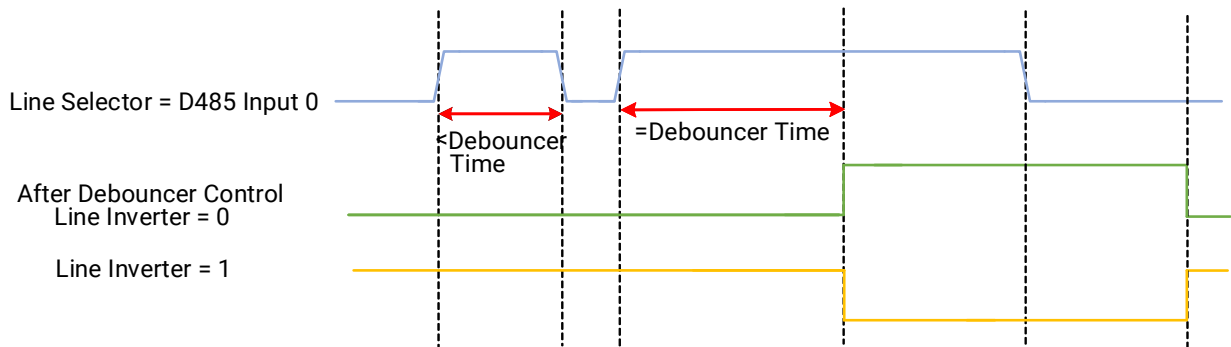 Line Selector = D485 Input 0
<Debouncer
Time
=Debouncer Time
After Debouncer Control
Line Inverter = 0
Line Inverter = 1